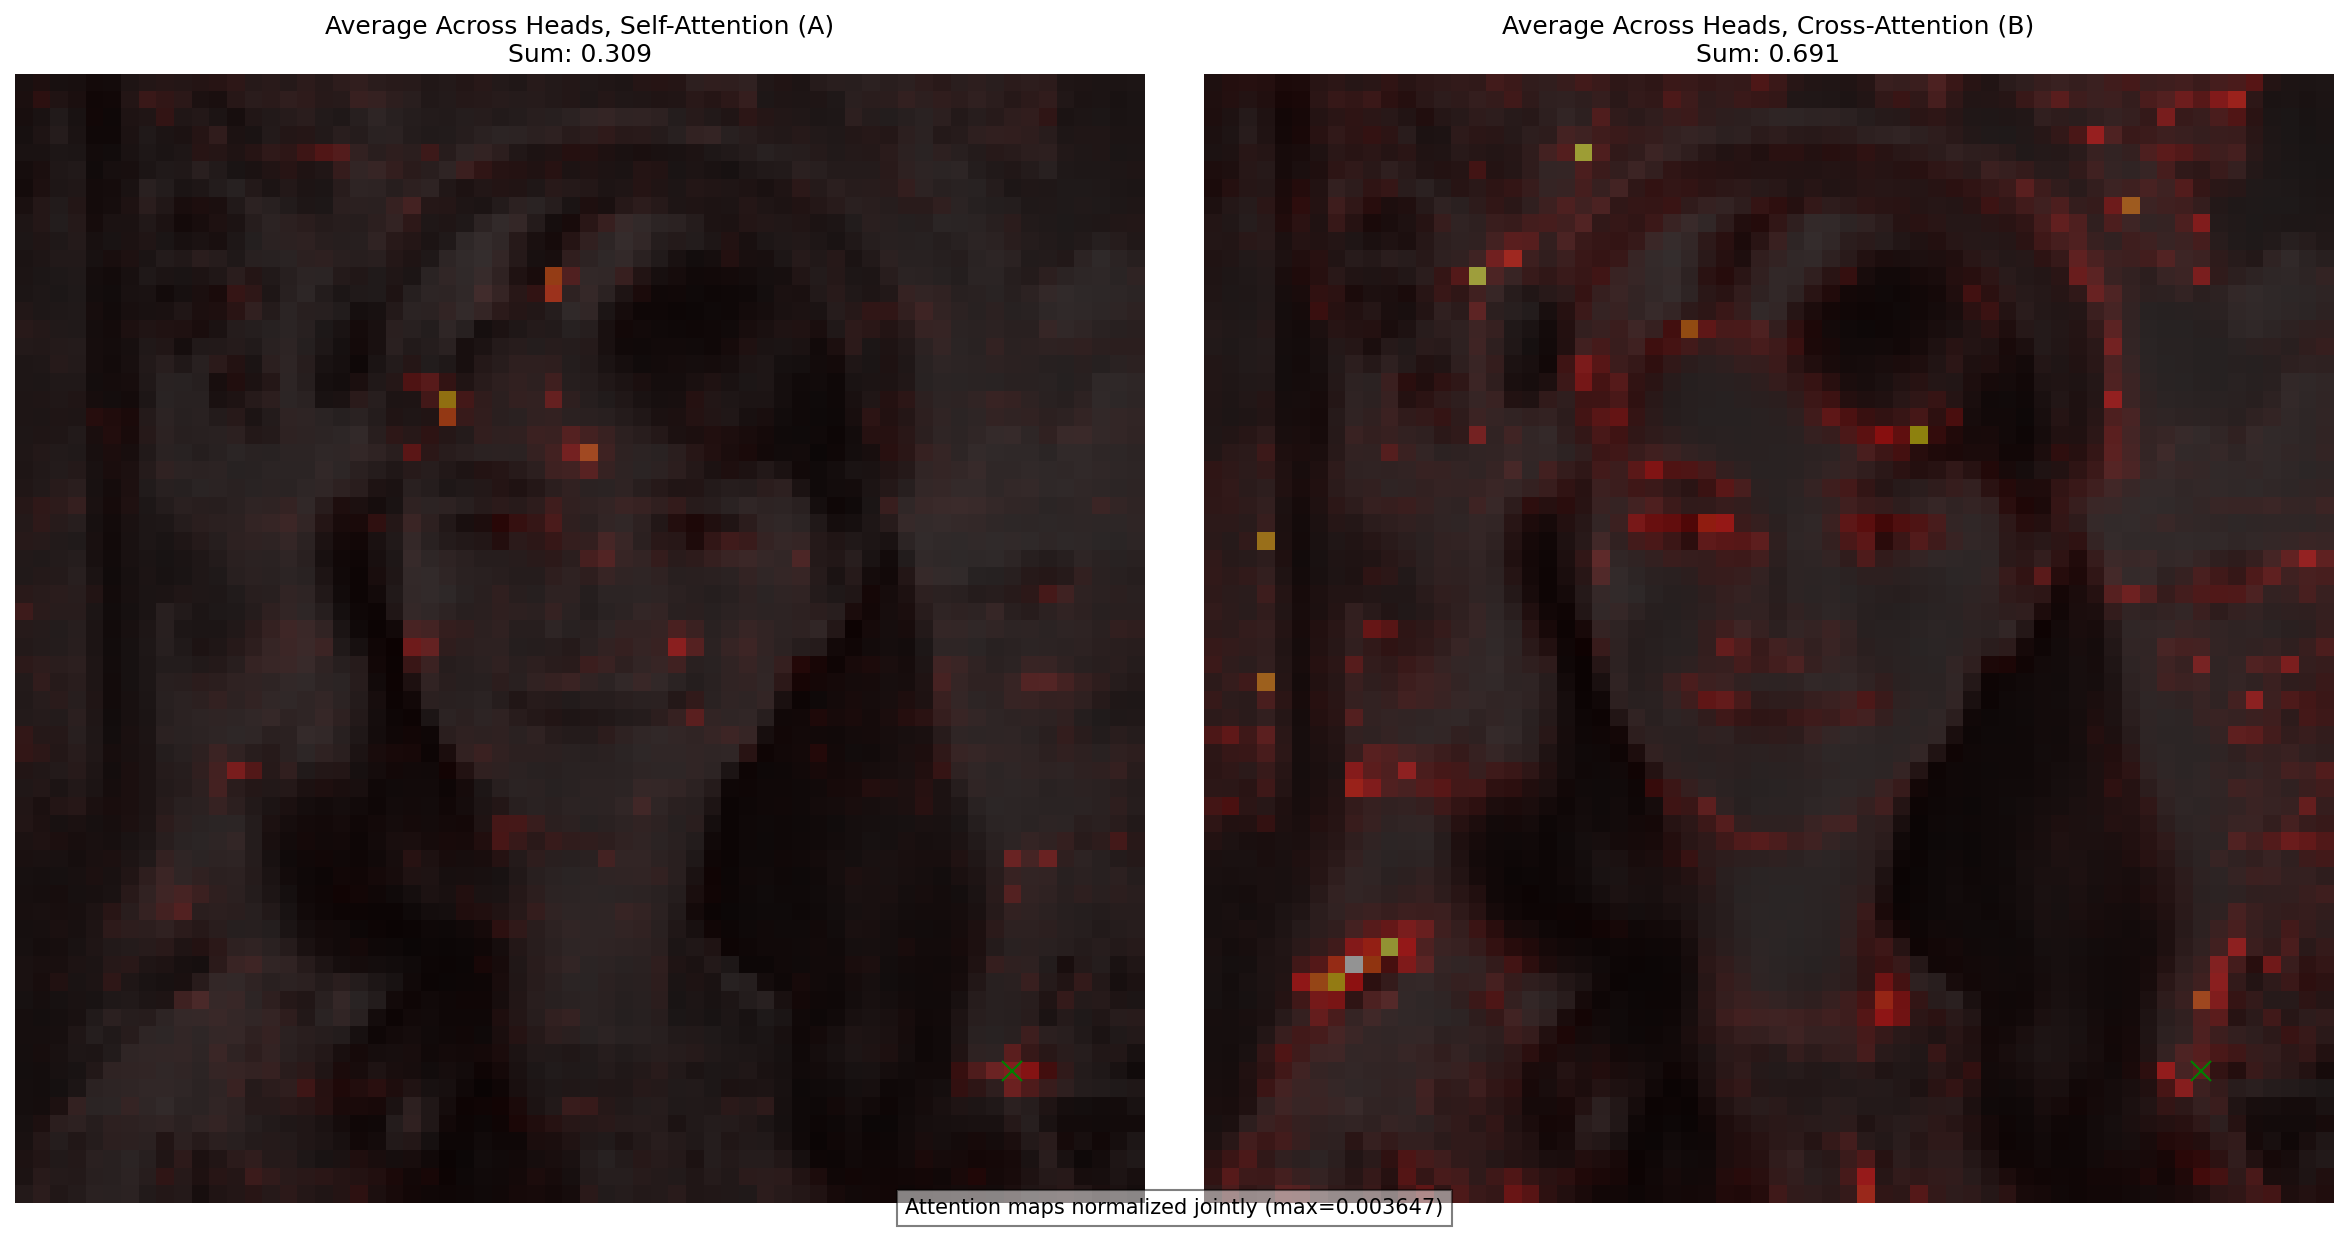 Average Across Heads, Self-Attention (A)
Sum: 0.309
Average Across Heads, Cross-Attention (B)
Sum: 0.691
Attention maps normalized jointly (max=0.003647)